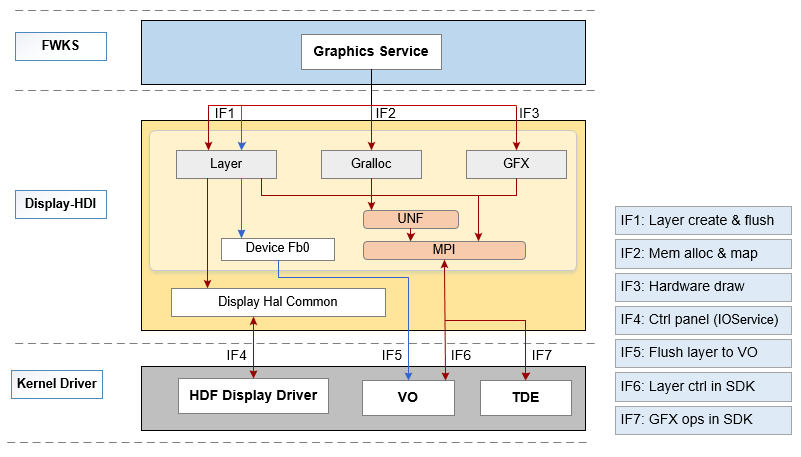 FWKS
Graphics Service
IF1
IF2
IF3
Layer
Gralloc
GFX
Display-HDI
UNF
Device Fb0
MPI
Display Hal Common
IF4
IF5
IF6
IF7
Kernel Driver
HDF Display Driver
VO
TDE
IF1: Layer create & flush
IF2: Mem alloc & map
IF3: Hardware draw
IF4: Ctrl panel (IOService)
IF5: Flush layer to VO
IF6: Layer ctrl in SDK
IF7: GFX ops in SDK